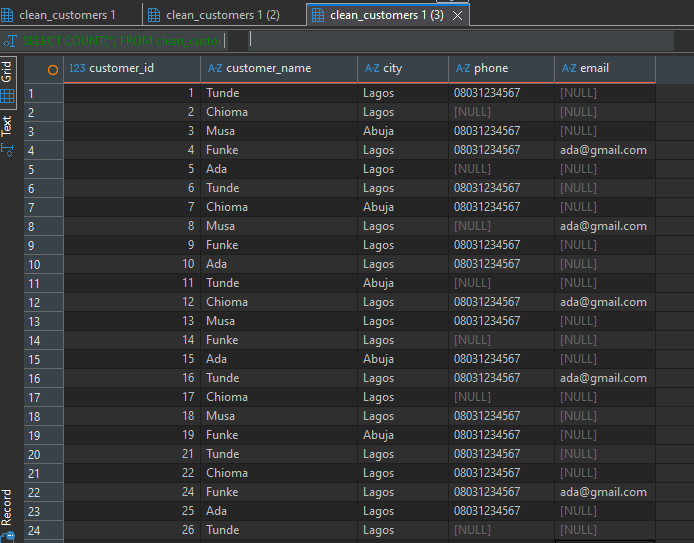 clean_customers 1 clean_customers 1 (2) clean_customers 1 (3)
SELECT COUNT(*) FROM clean_custom
Grid
Text
Record
123 customer_id A-Z customer_name A-Z city A-Z phone A-Z email
1 1 Tunde Lagos 08031234567 [NULL]
2 2 Chioma Lagos [NULL] [NULL]
3 3 Musa Abuja 08031234567 [NULL]
4 4 Funke Lagos 08031234567 ada@gmail.com
5 5 Ada Lagos [NULL] [NULL]
6 6 Tunde Lagos 08031234567 [NULL]
7 7 Chioma Abuja 08031234567 [NULL]
8 8 Musa Lagos [NULL] ada@gmail.com
9 9 Funke Lagos 08031234567 [NULL]
10 10 Ada Lagos 08031234567 [NULL]
11 11 Tunde Abuja [NULL] [NULL]
12 12 Chioma Lagos 08031234567 ada@gmail.com
13 13 Musa Lagos 08031234567 [NULL]
14 14 Funke Lagos [NULL] [NULL]
15 15 Ada Abuja 08031234567 [NULL]
16 16 Tunde Lagos 08031234567 ada@gmail.com
17 17 Chioma Lagos [NULL] [NULL]
18 18 Musa Lagos 08031234567 [NULL]
19 19 Funke Abuja 08031234567 [NULL]
20 21 Tunde Lagos 08031234567 [NULL]
21 22 Chioma Lagos 08031234567 [NULL]
22 24 Funke Lagos 08031234567 ada@gmail.com
23 25 Ada Lagos 08031234567 [NULL]
24 26 Tunde Lagos [NULL] [NULL]